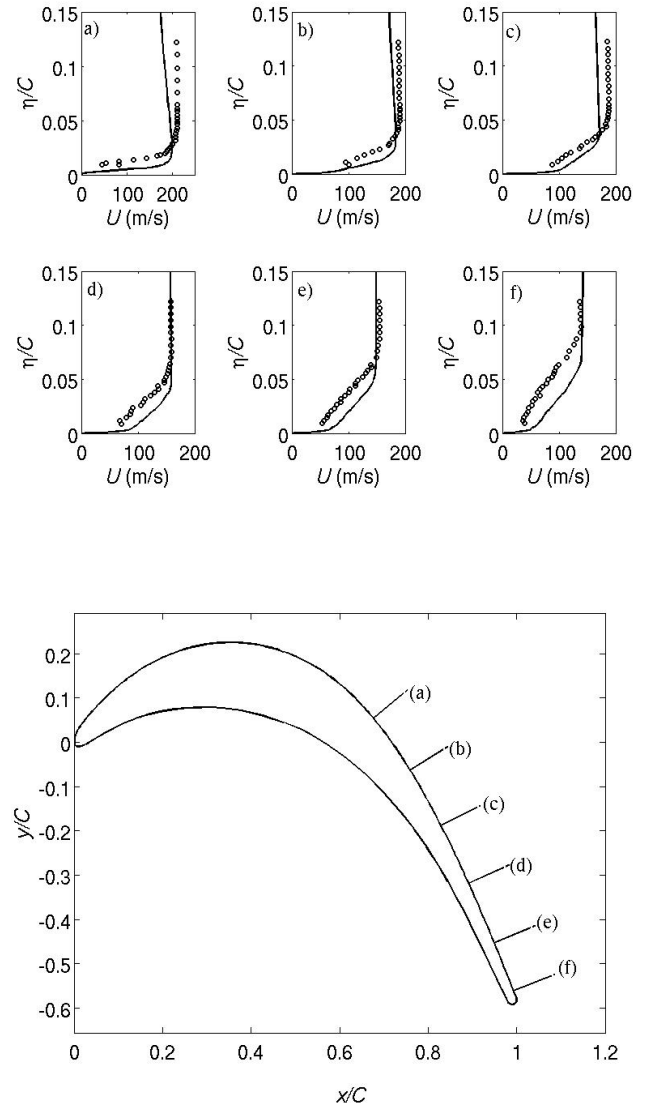 a) b) c)
0.15 0.15 0.15
0.1 0.1 0.1
η/C η/C η/C
0.05 0.05 0.05
0 0 0
0 100 200 0 100 200 0 100 200
U (m/s) U (m/s) U (m/s)
d) e) f)
0.15 0.15 0.15
0.1 0.1 0.1
η/C η/C η/C
0.05 0.05 0.05
0 0 0
0 100 200 0 100 200 0 100 200
U (m/s) U (m/s) U (m/s)
0.2
(a)
0.1
(b)
0
-0.1
(c)
y/C
-0.2
(d)
-0.3
-0.4
(e)
-0.5
(f)
-0.6
0 0.2 0.4 0.6 0.8 1 1.2
x/C